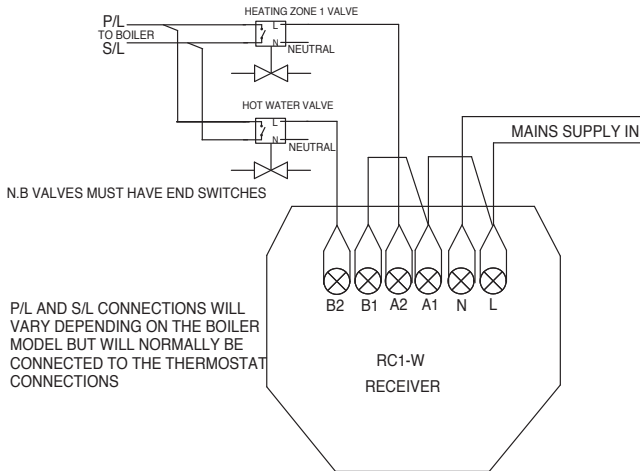 HEATING ZONE 1 VALVE
P/L
TO BOILER
S/L
L
N
NEUTRAL
HOT WATER VALVE
L
N
NEUTRAL
MAINS SUPPLY IN
N.B VALVES MUST HAVE END SWITCHES
B2 B1 A2 A1 N L
P/L AND S/L CONNECTIONS WILL
VARY DEPENDING ON THE BOILER
MODEL BUT WILL NORMALLY BE
CONNECTED TO THE THERMOSTAT
CONNECTIONS
RC1-W
RECEIVER